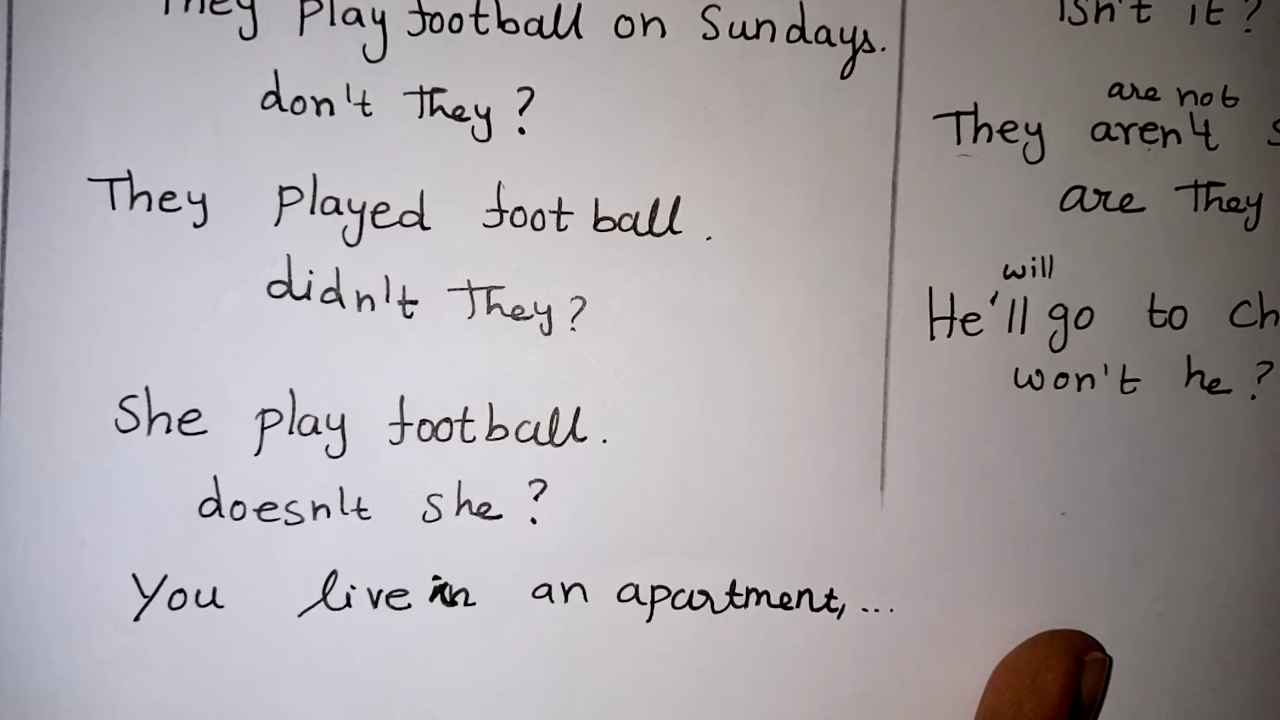 They play football on Sundays.
don't they?
They played football.
didn't they?
She play football.
doesn't she?
You live in an apartment, ...
isn't it?
are not
They aren't
are they
will
He'll go to
won't he?